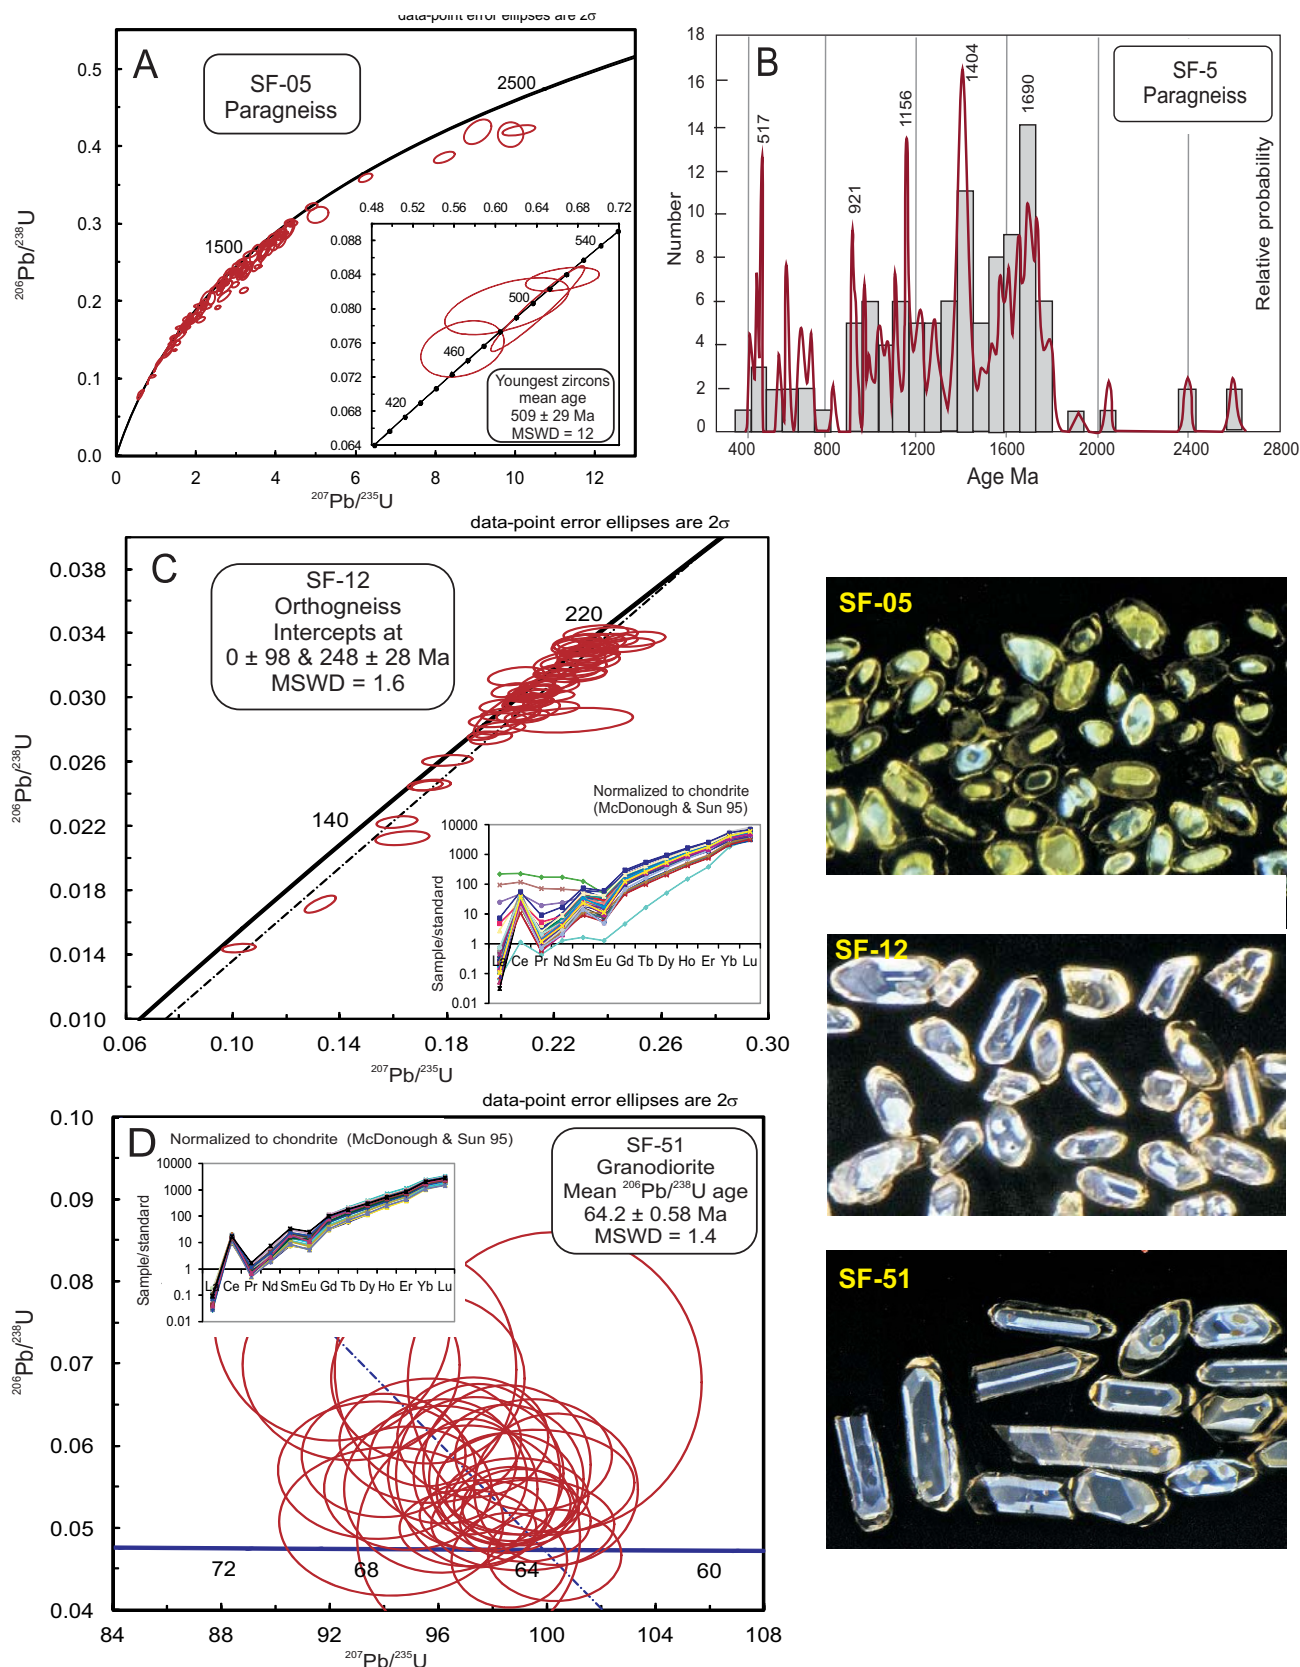 data-point error ellipses are 2σ
A
SF-05
Paragneiss
2500
1500
0.5
0.4
0.3
0.2
0.1
0.0
206Pb/238U
0 2 4 6 8 10 12
207Pb/235U
0.48 0.52 0.56 0.60 0.64 0.68 0.72
0.088
0.084
0.080
0.076
0.072
0.068
0.064
540
500
460
420
Youngest zircons
mean age
509 ± 29 Ma
MSWD = 12
B
SF-5
Paragneiss
18
16
14
12
10
8
6
4
2
0
Number
517
921
1156
1404
1690
Relative probability
400 800 1200 1600 2000 2400 2800
Age Ma
data-point error ellipses are 2σ
C
SF-12
Orthogneiss
Intercepts at
0 ± 98 & 248 ± 28 Ma
MSWD = 1.6
220
140
0.038
0.034
0.030
0.026
0.022
0.018
0.014
0.010
206Pb/238U
0.06 0.10 0.14 0.18 0.22 0.26 0.30
207Pb/235U
Normalized to chondrite
(McDonough & Sun 95)
10000
1000
100
10
1
0.1
0.01
Sample/standard
La Ce Pr Nd Sm Eu Gd Tb Dy Ho Er Yb Lu
data-point error ellipses are 2σ
D
Normalized to chondrite (McDonough & Sun 95)
10000
1000
100
10
1
0.1
0.01
Sample/standard
La Ce Pr Nd Sm Eu Gd Tb Dy Ho Er Yb Lu
SF-51
Granodiorite
Mean 206Pb/238U age
64.2 ± 0.58 Ma
MSWD = 1.4
0.10
0.09
0.08
0.07
0.06
0.05
0.04
206Pb/238U
72 68 64 60
84 88 92 96 100 104 108
207Pb/235U
SF-05
SF-12
SF-51